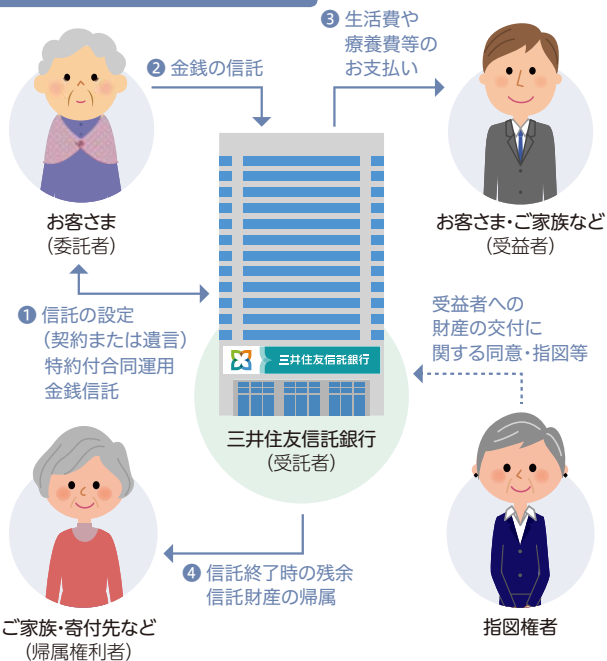 ❸ 生活費や
療養費等の
お支払い
❷ 金銭の信託
お客さま
（委託者）
お客さま・ご家族など
（受益者）
❶ 信託の設定
（契約または遺言）
特約付合同運用
金銭信託
受益者への
財産の交付に
関する同意・指図等
三井住友信託銀行
三井住友信託銀行
（受託者）
❹ 信託終了時の残余
信託財産の帰属
ご家族・寄付先など
（帰属権利者）
指図権者